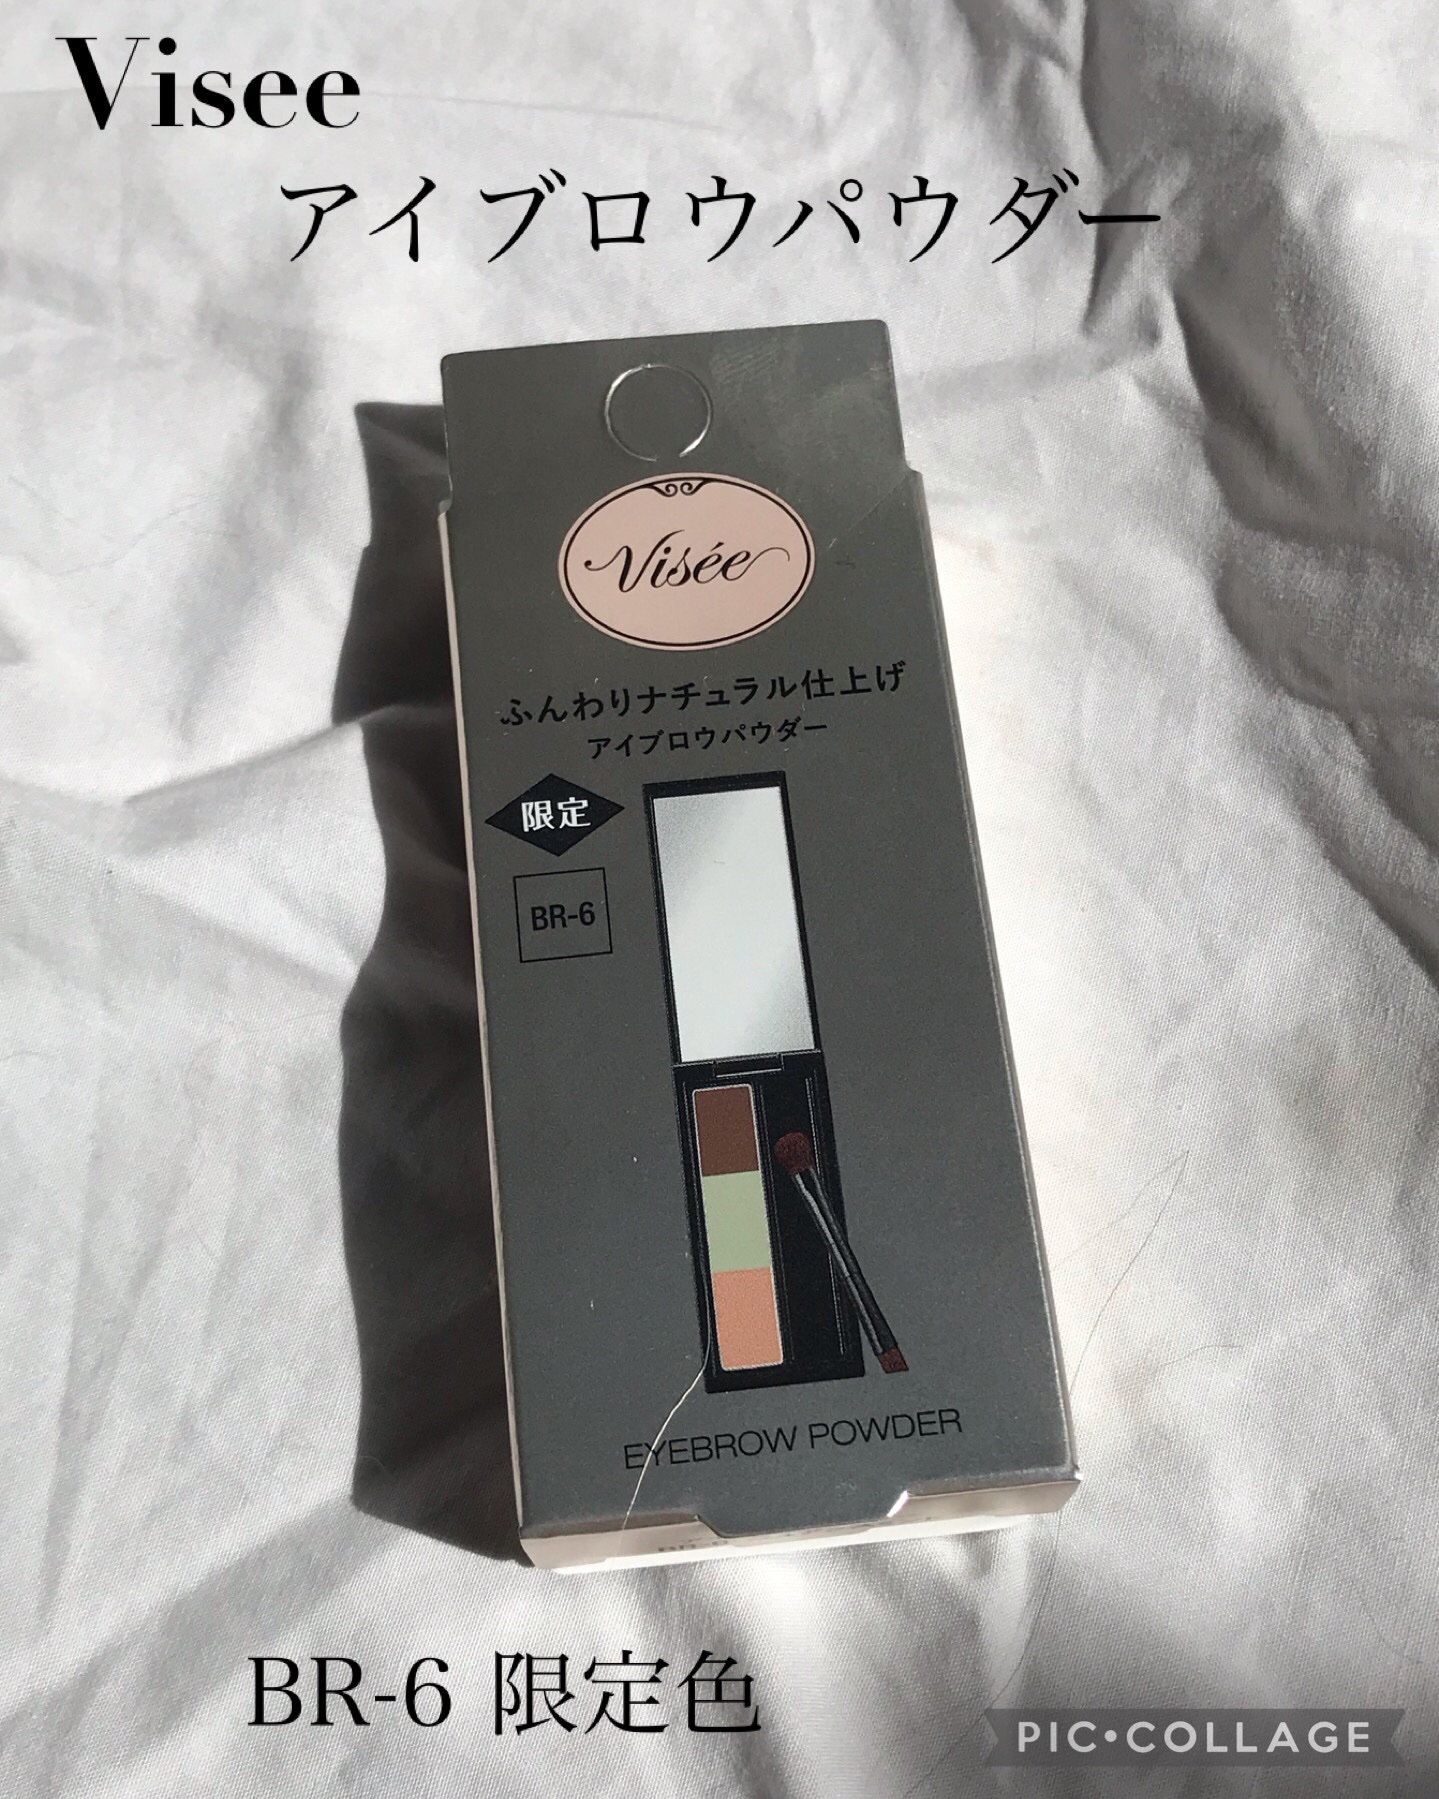 Visee
アイブロウパウダー
Visée
ふんわりナチュラル仕上げ
アイブロウパウダー
限定
BR-6
EYEBROW POWDER
BR-6 限定色
PIC•COLLAGE